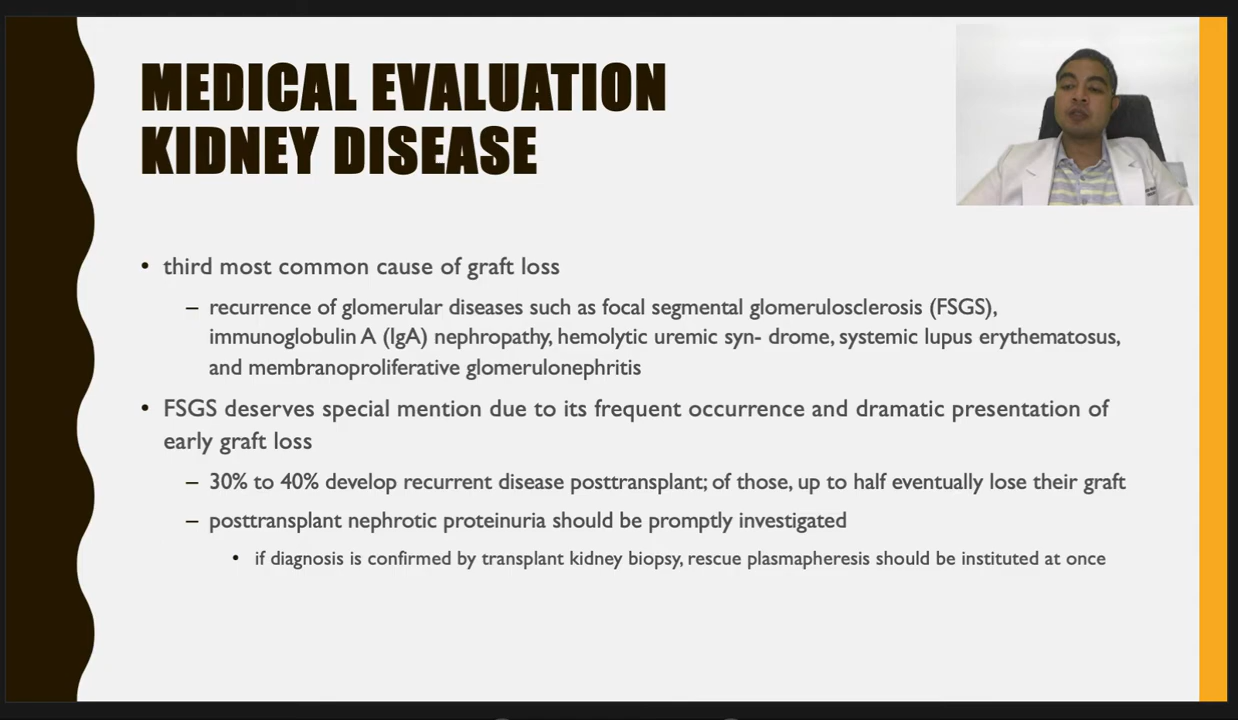 MEDICAL EVALUATION
KIDNEY DISEASE
• third most common cause of graft loss
– recurrence of glomerular diseases such as focal segmental glomerulosclerosis (FSGS),
immunoglobulin A (IgA) nephropathy, hemolytic uremic syn- drome, systemic lupus erythematosus,
and membranoproliferative glomerulonephritis
• FSGS deserves special mention due to its frequent occurrence and dramatic presentation of
early graft loss
– 30% to 40% develop recurrent disease posttransplant; of those, up to half eventually lose their graft
– posttransplant nephrotic proteinuria should be promptly investigated
• if diagnosis is confirmed by transplant kidney biopsy, rescue plasmapheresis should be instituted at once